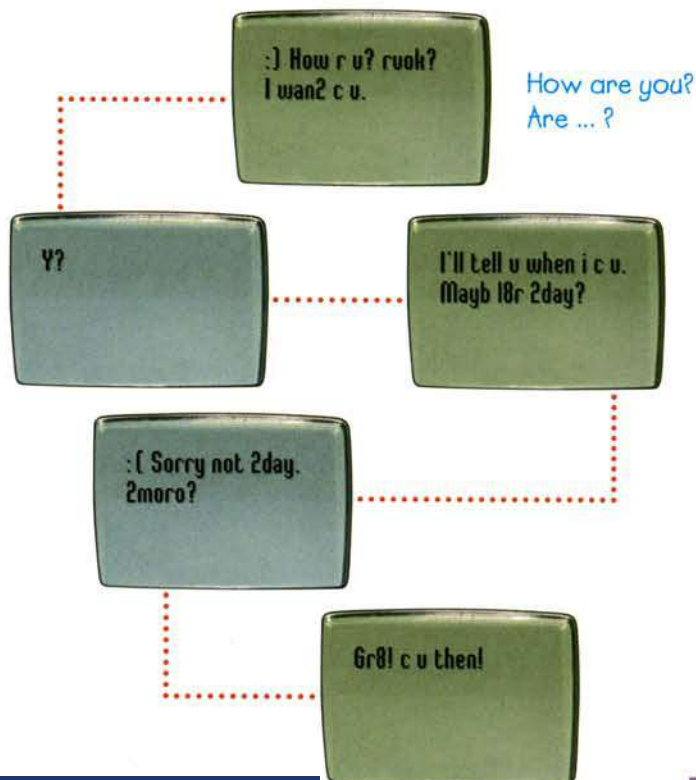 :) How r u? ruok?
I wan2 c u.
How are you?
Are ... ?
Y?
I'll tell u when i c u.
Mayb l8r 2day?
:( Sorry not 2day.
2moro?
Gr8! c u then!